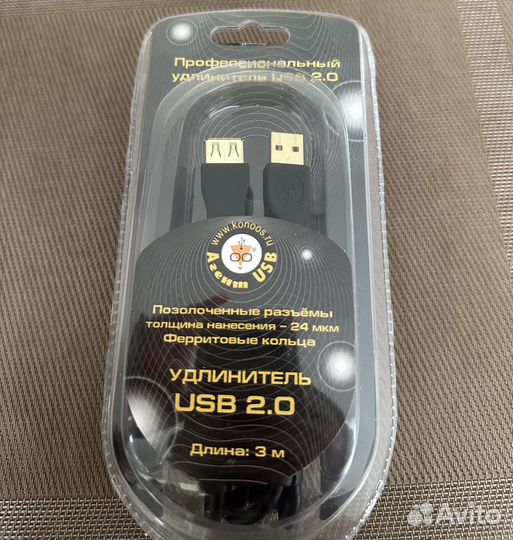 Профессиональный
удлинитель USB 2.0
www.konoos.ru
Агент USB
Позолоченные разъёмы
толщина нанесения – 24 мкм
Ферритовые кольца
УДЛИНИТЕЛЬ
USB 2.0
Длина: 3 м
Avito